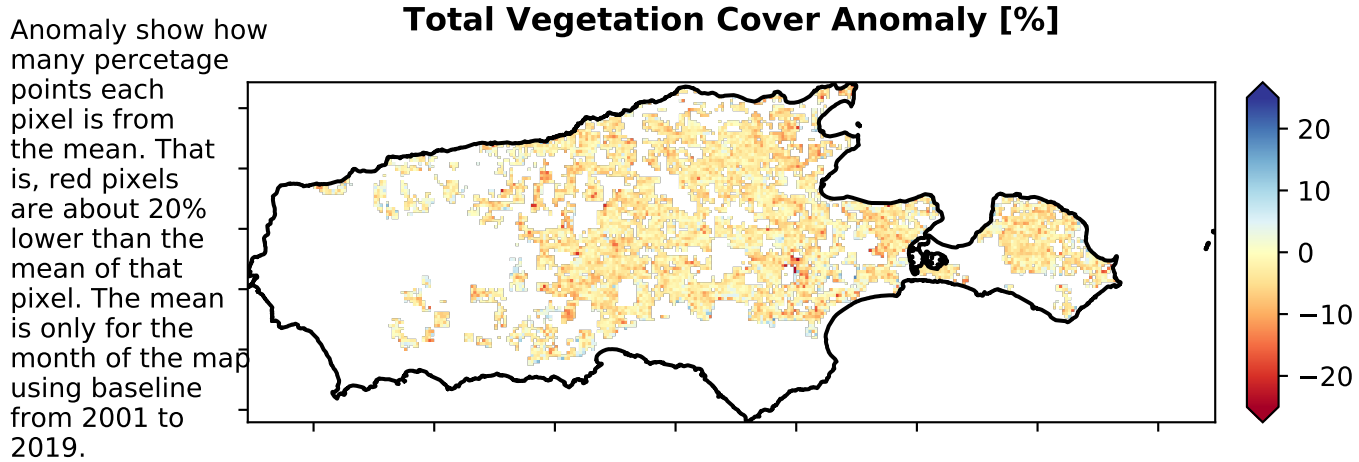 Total Vegetation Cover Anomaly [%]
Anomaly show how
many percetage
points each
pixel is from
the mean. That
is, red pixels
are about 20%
lower than the
mean of that
pixel. The mean
is only for the
month of the map
using baseline
from 2001 to
2019.
20
10
0
−10
−20